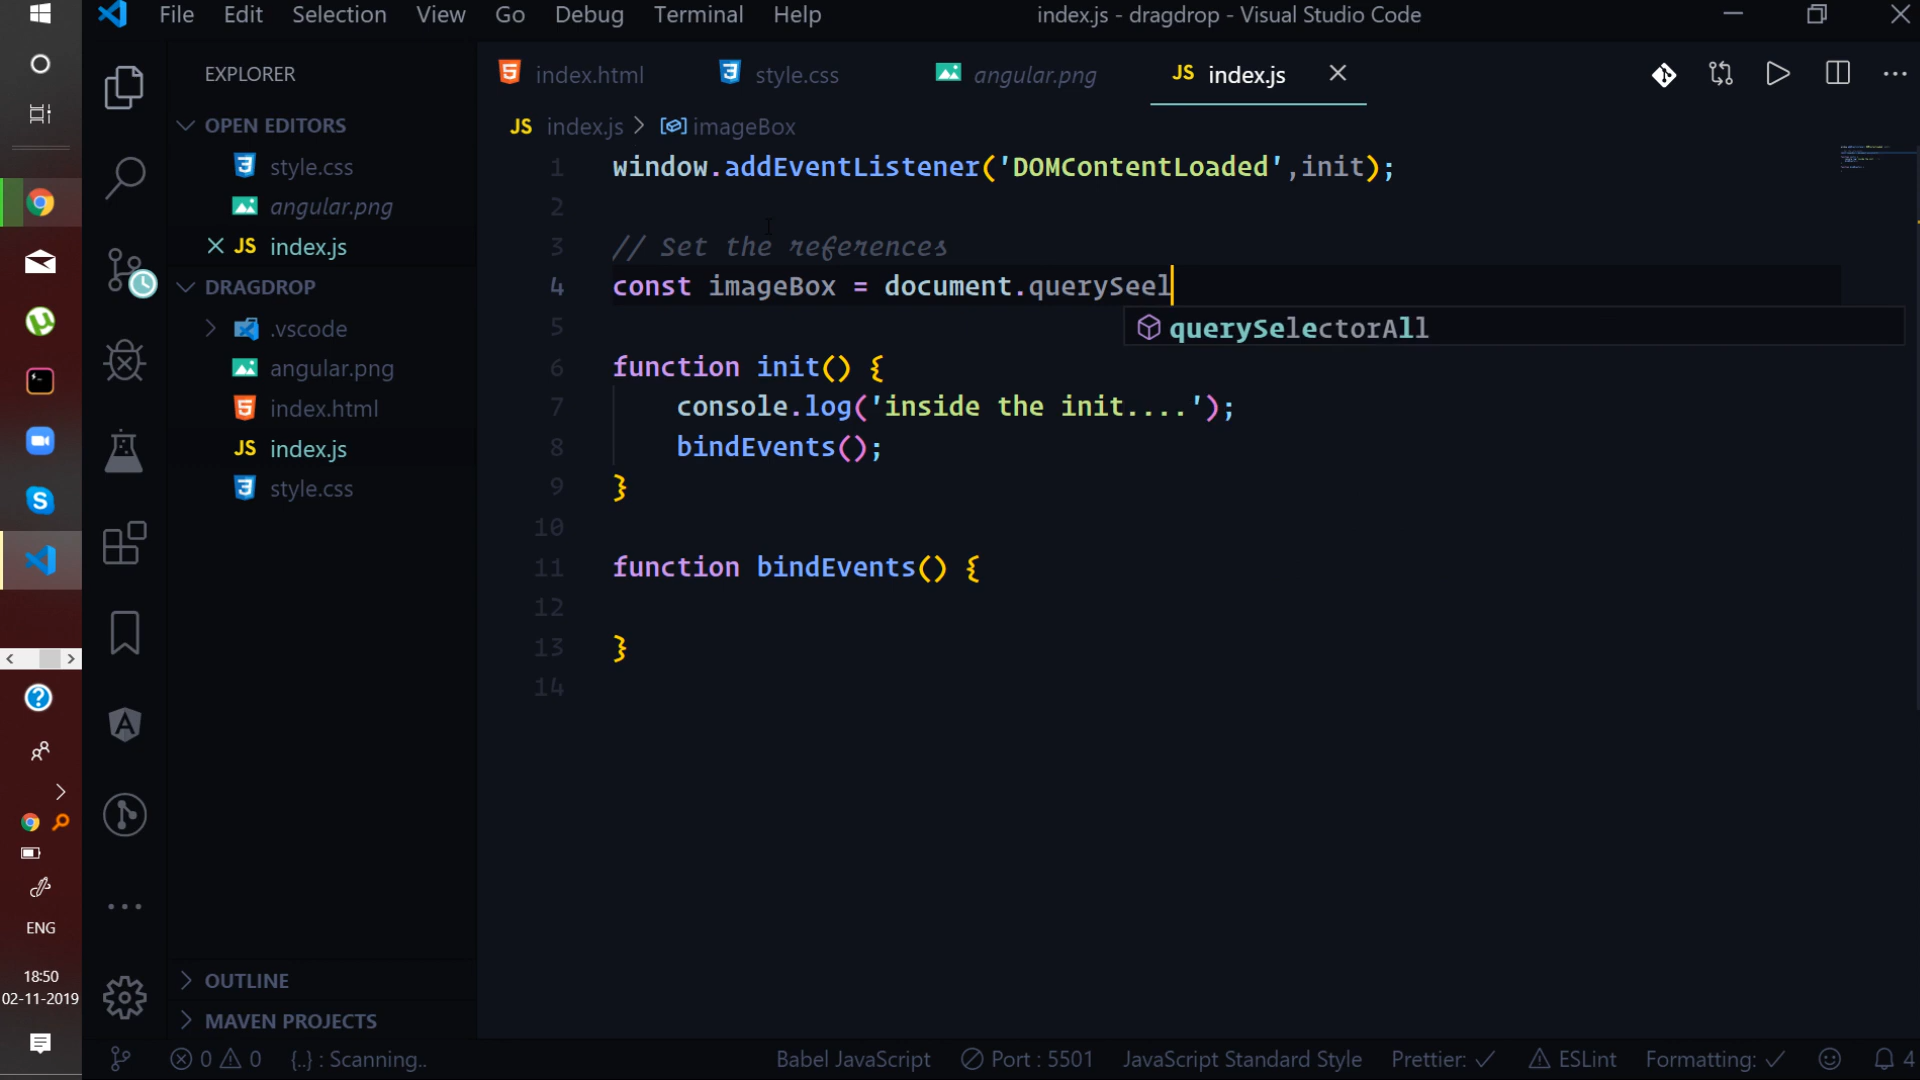 File Edit Selection View Go Debug Terminal Help index.js - dragdrop - Visual Studio Code
EXPLORER
OPEN EDITORS
style.css
angular.png
JS index.js
DRAGDROP
.vscode
angular.png
index.html
JS index.js
style.css
OUTLINE
MAVEN PROJECTS
index.html style.css angular.png JS index.js
JS index.js > imageBox
1 window.addEventListener('DOMContentLoaded',init);
2
3 // Set the references
4 const imageBox = document.querySeel
querySelectorAll
5
6 function init() {
7 console.log('inside the init....');
8 bindEvents();
9 }
10
11 function bindEvents() {
12
13 }
14
ENG
18:50
02-11-2019
0 0 {..} : Scanning.. Babel JavaScript Port : 5501 JavaScript Standard Style Prettier: ✓ ESLint Formatting: ✓ 4